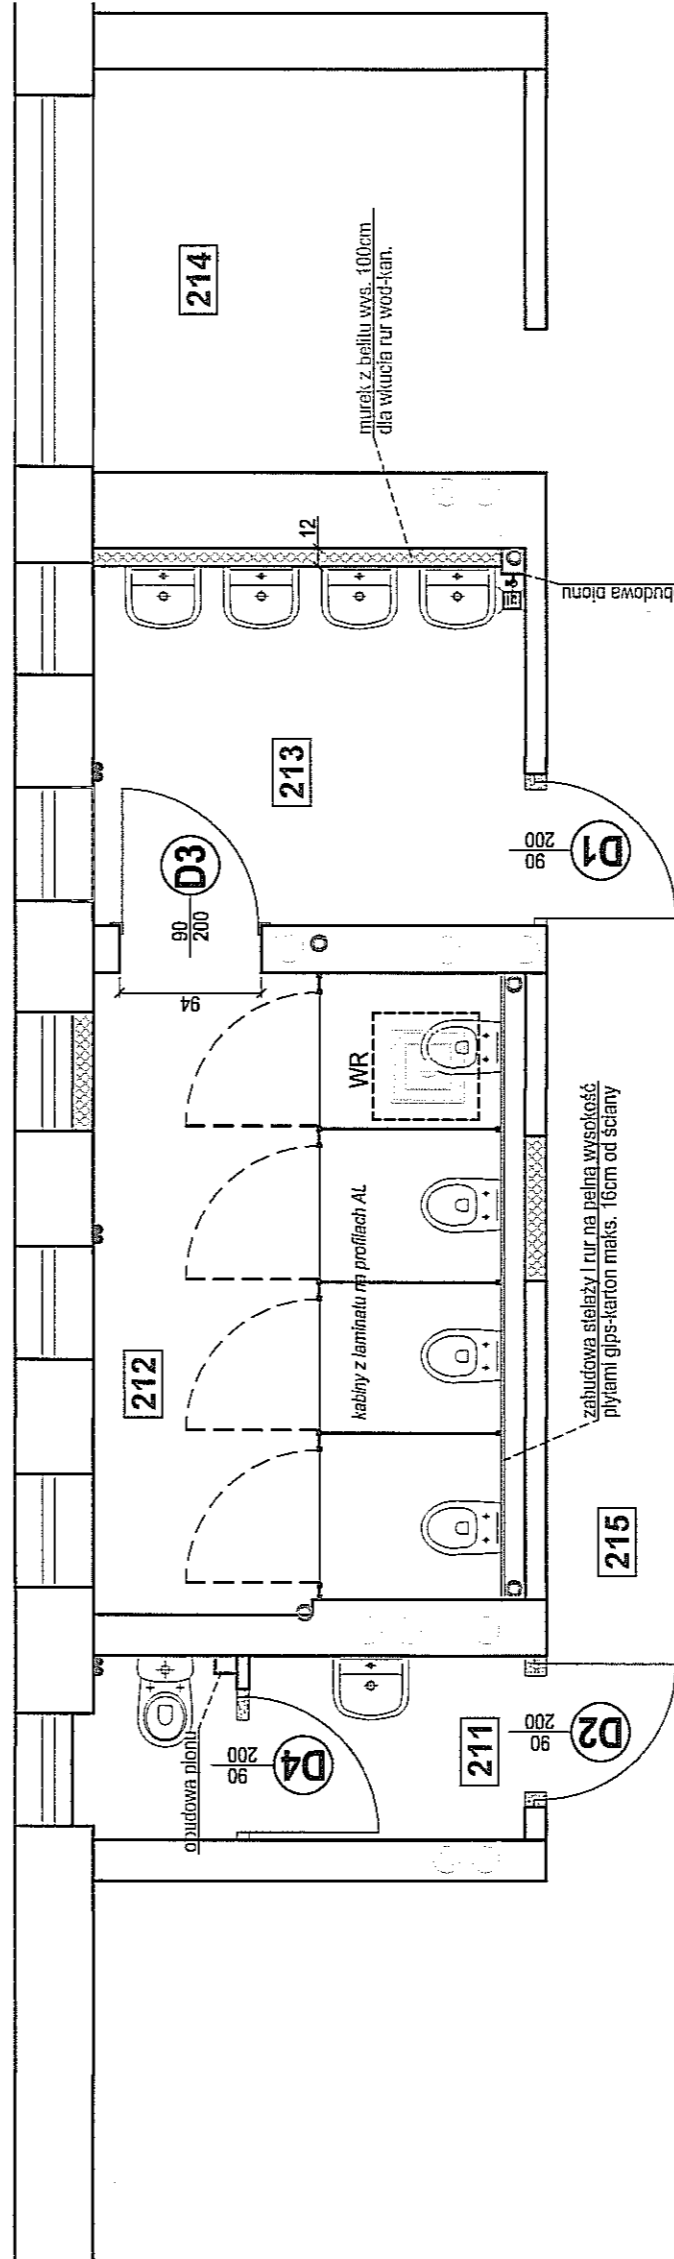 214
murek z belitu wys. 100cm
dla wkucia rur wod-kan.
12
budowa pionu
213
D3
90
200
D1
90
200
94
WR
kabiny z laminatu na profilach AL
212
zabudowa stelaży i rur na pełną wysokość
płytami gips-karton maks. 16cm od ściany
215
obudowa pionu
D4
90
200
211
D2
90
200